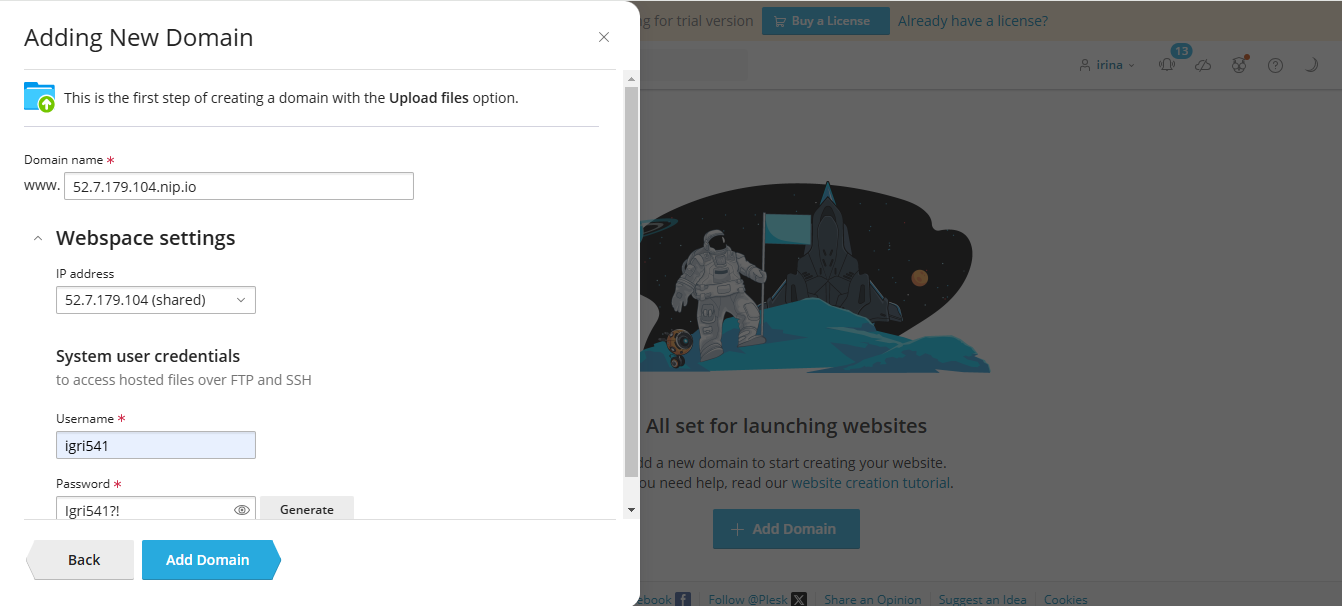 Adding New Domain
for trial version
Buy a License
Already have a license?
13
irina
This is the first step of creating a domain with the Upload files option.
Domain name *
www.
52.7.179.104.nip.io
Webspace settings
IP address
52.7.179.104 (shared)
System user credentials
to access hosted files over FTP and SSH
Username *
igri541
Password *
Igri541?!
Generate
Back
Add Domain
All set for launching websites
a new domain to start creating your website.
need help, read our website creation tutorial.
Add Domain
Follow @Plesk
Share an Opinion
Suggest an Idea
Cookies